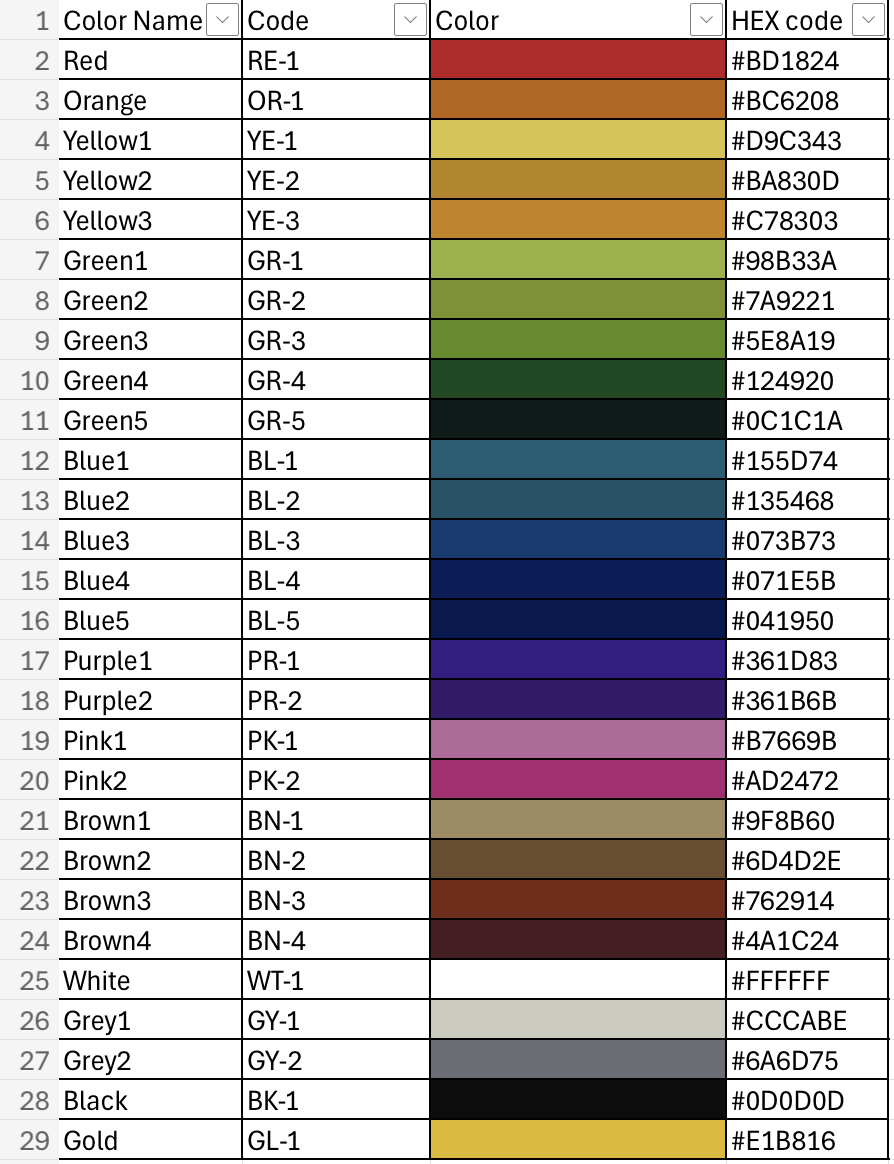 1 Color Name Code Color HEX code
2 Red RE-1 #BD1824
3 Orange OR-1 #BC6208
4 Yellow1 YE-1 #D9C343
5 Yellow2 YE-2 #BA830D
6 Yellow3 YE-3 #C78303
7 Green1 GR-1 #98B33A
8 Green2 GR-2 #7A9221
9 Green3 GR-3 #5E8A19
10 Green4 GR-4 #124920
11 Green5 GR-5 #0C1C1A
12 Blue1 BL-1 #155D74
13 Blue2 BL-2 #135468
14 Blue3 BL-3 #073B73
15 Blue4 BL-4 #071E5B
16 Blue5 BL-5 #041950
17 Purple1 PR-1 #361D83
18 Purple2 PR-2 #361B6B
19 Pink1 PK-1 #B7669B
20 Pink2 PK-2 #AD2472
21 Brown1 BN-1 #9F8B60
22 Brown2 BN-2 #6D4D2E
23 Brown3 BN-3 #762914
24 Brown4 BN-4 #4A1C24
25 White WT-1 #FFFFFF
26 Grey1 GY-1 #CCCABE
27 Grey2 GY-2 #6A6D75
28 Black BK-1 #0D0D0D
29 Gold GL-1 #E1B816